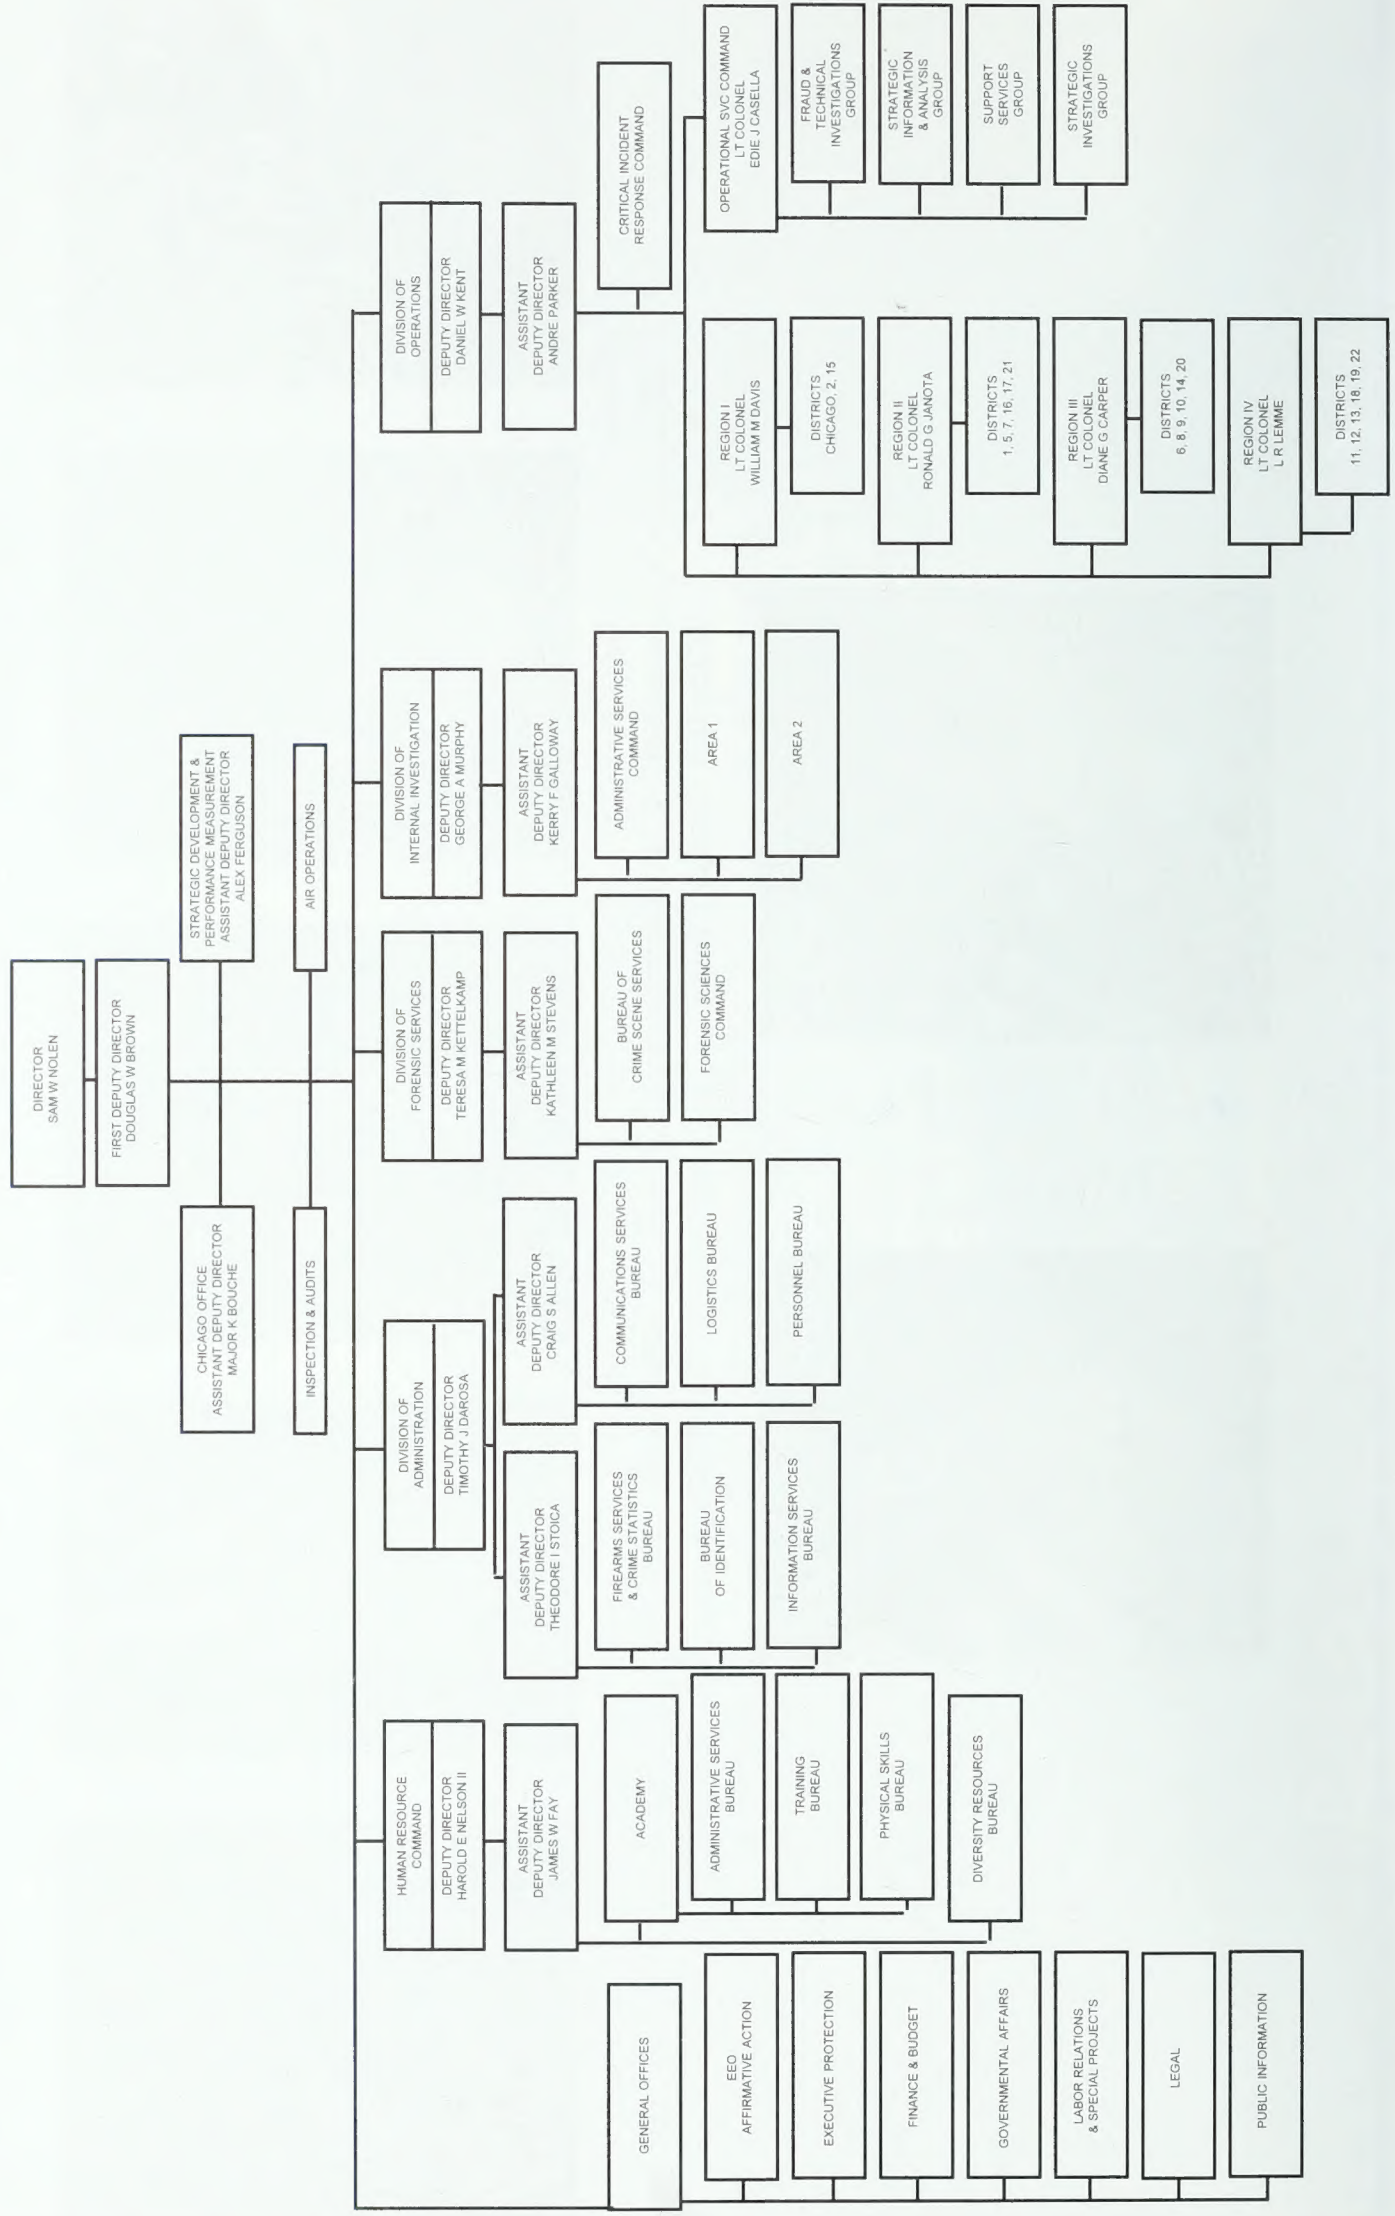 DIRECTOR
SAM W NOLEN
FIRST DEPUTY DIRECTOR
DOUGLAS W BROWN
CHICAGO OFFICE
ASSISTANT DEPUTY DIRECTOR
MAJOR K BOUCHE
STRATEGIC DEVELOPMENT &
PERFORMANCE MEASUREMENT
ASSISTANT DEPUTY DIRECTOR
ALEX FERGUSON
INSPECTION & AUDITS
AIR OPERATIONS
GENERAL OFFICES
EEO
AFFIRMATIVE ACTION
EXECUTIVE PROTECTION
FINANCE & BUDGET
GOVERNMENTAL AFFAIRS
LABOR RELATIONS
& SPECIAL PROJECTS
LEGAL
PUBLIC INFORMATION
HUMAN RESOURCE
COMMAND
DEPUTY DIRECTOR
HAROLD E NELSON II
ASSISTANT
DEPUTY DIRECTOR
JAMES W FAY
ACADEMY
ADMINISTRATIVE SERVICES
BUREAU
TRAINING
BUREAU
PHYSICAL SKILLS
BUREAU
DIVERSITY RESOURCES
BUREAU
DIVISION OF
ADMINISTRATION
DEPUTY DIRECTOR
TIMOTHY J DAROSA
ASSISTANT
DEPUTY DIRECTOR
THEODORE I STOICA
FIREARMS SERVICES
& CRIME STATISTICS
BUREAU
BUREAU
OF IDENTIFICATION
INFORMATION SERVICES
BUREAU
ASSISTANT
DEPUTY DIRECTOR
CRAIG S ALLEN
COMMUNICATIONS SERVICES
BUREAU
LOGISTICS BUREAU
PERSONNEL BUREAU
DIVISION OF
FORENSIC SERVICES
DEPUTY DIRECTOR
TERESA M KETTELKAMP
ASSISTANT
DEPUTY DIRECTOR
KATHLEEN M STEVENS
BUREAU OF
CRIME SCENE SERVICES
FORENSIC SCIENCES
COMMAND
DIVISION OF
INTERNAL INVESTIGATION
DEPUTY DIRECTOR
GEORGE A MURPHY
ASSISTANT
DEPUTY DIRECTOR
KERRY F GALLOWAY
ADMINISTRATIVE SERVICES
COMMAND
AREA 1
AREA 2
DIVISION OF
OPERATIONS
DEPUTY DIRECTOR
DANIEL W KENT
ASSISTANT
DEPUTY DIRECTOR
ANDRE PARKER
CRITICAL INCIDENT
RESPONSE COMMAND
REGION I
LT COLONEL
WILLIAM M DAVIS
DISTRICTS
CHICAGO, 2, 15
REGION II
LT COLONEL
RONALD G JANOTA
DISTRICTS
1, 5, 7, 16, 17, 21
REGION III
LT COLONEL
DIANE G CARPER
DISTRICTS
6, 8, 9, 10, 14, 20
REGION IV
LT COLONEL
L R LEMME
DISTRICTS
11, 12, 13, 18, 19, 22
OPERATIONAL SVC COMMAND
LT COLONEL
EDIE J CASELLA
FRAUD &
TECHNICAL
INVESTIGATIONS
GROUP
STRATEGIC
INFORMATION
& ANALYSIS
GROUP
SUPPORT
SERVICES
GROUP
STRATEGIC
INVESTIGATIONS
GROUP